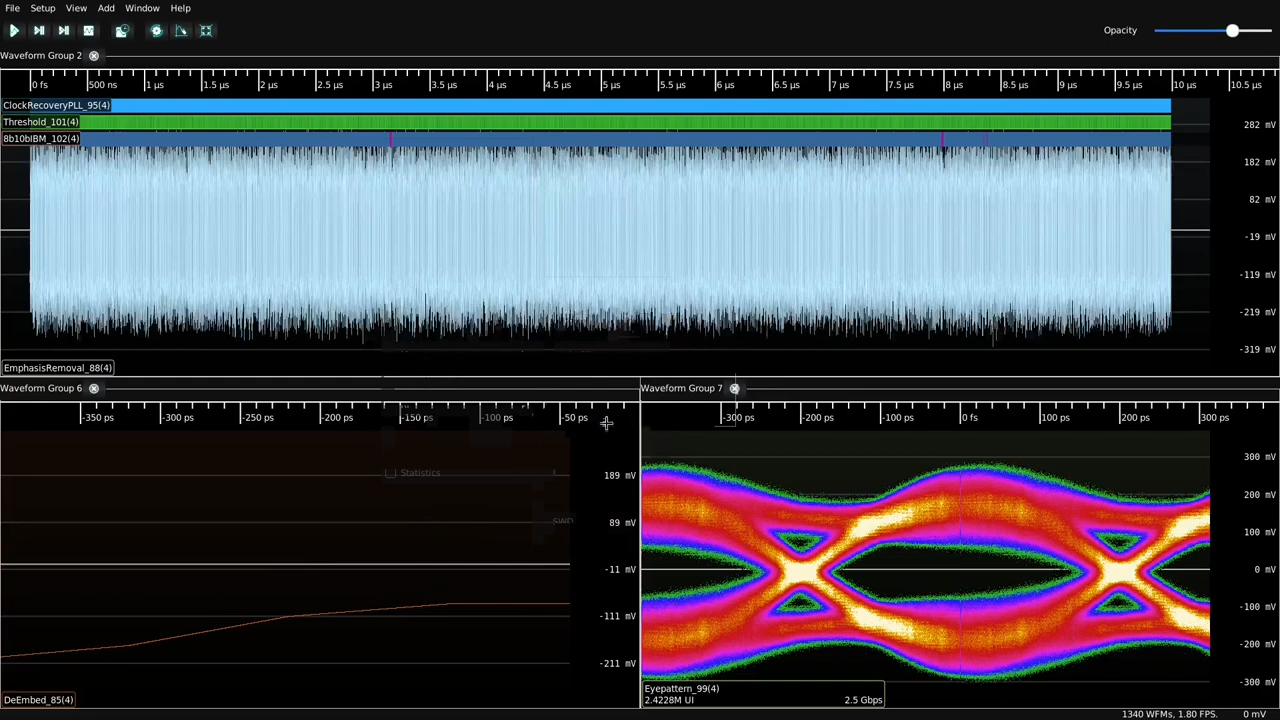 File Setup View Add Window Help
Opacity
Waveform Group 2
0 fs 500 ns 1 µs 1.5 µs 2 µs 2.5 µs 3 µs 3.5 µs 4 µs 4.5 µs 5 µs 5.5 µs 6 µs 6.5 µs 7 µs 7.5 µs 8 µs 8.5 µs 9 µs 9.5 µs 10 µs 10.5 µs
ClockRecoveryPLL_95(4)
Threshold_101(4)
282 mV
8b10bIBM_102(4)
182 mV
82 mV
-19 mV
-119 mV
-219 mV
-319 mV
EmphasisRemoval_88(4)
Waveform Group 6
-350 ps -300 ps -250 ps -200 ps -150 ps -100 ps -50 ps
Statistics
189 mV
SWD
89 mV
-11 mV
-111 mV
-211 mV
DeEmbed_85(4)
Waveform Group 7
-300 ps -200 ps -100 ps 0 fs 100 ps 200 ps 300 ps
300 mV
200 mV
100 mV
0 mV
-100 mV
-200 mV
-300 mV
Eyepattern_99(4)
2.4228M UI 2.5 Gbps
1340 WFMs, 1.80 FPS. 0 mV